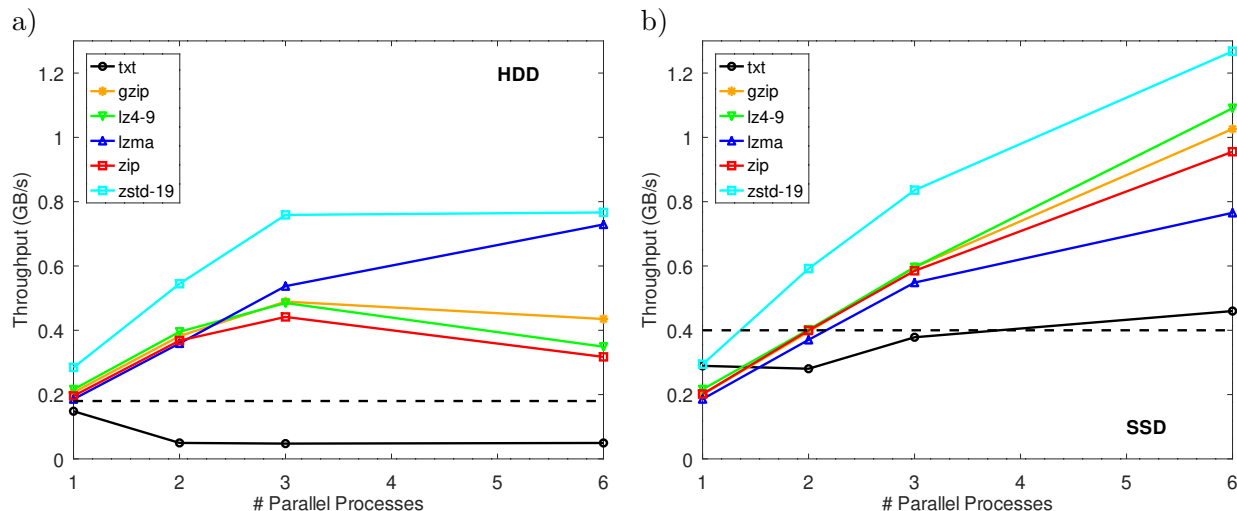 a)
Throughput (GB/s)
1.2
1
0.8
0.6
0.4
0.2
0
txt
gzip
lz4-9
lzma
zip
zstd-19
HDD
1 2 3 4 5 6
# Parallel Processes
b)
Throughput (GB/s)
1.2
1
0.8
0.6
0.4
0.2
0
txt
gzip
lz4-9
lzma
zip
zstd-19
SSD
1 2 3 4 5 6
# Parallel Processes